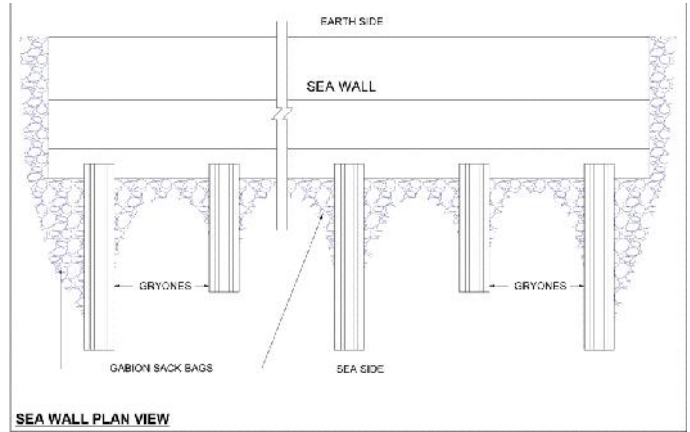 EARTH SIDE
SEA WALL
GRYONES
GRYONES
GABION SACK BAGS
SEA SIDE
SEA WALL PLAN VIEW